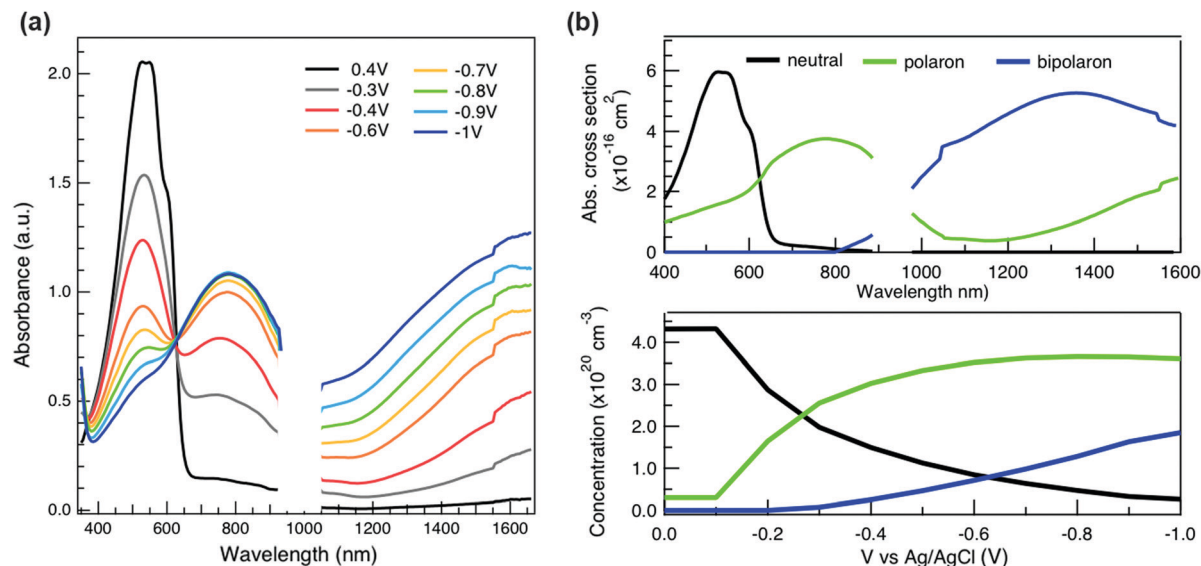 (a)
2.0
1.5
1.0
0.5
0.0
Absorbance (a.u.)
0.4V
-0.3V
-0.4V
-0.6V
-0.7V
-0.8V
-0.9V
-1V
400 600 800 1000 1200 1400 1600
Wavelength (nm)
(b)
neutral polaron bipolaron
6
4
2
0
Abs. cross section
(x10⁻¹⁶ cm²)
400 600 800 1000 1200 1400 1600
Wavelength nm)
4.0
3.0
2.0
1.0
0.0
Concentration (x10²⁰ cm⁻³)
0.0 -0.2 -0.4 -0.6 -0.8 -1.0
V vs Ag/AgCl (V)